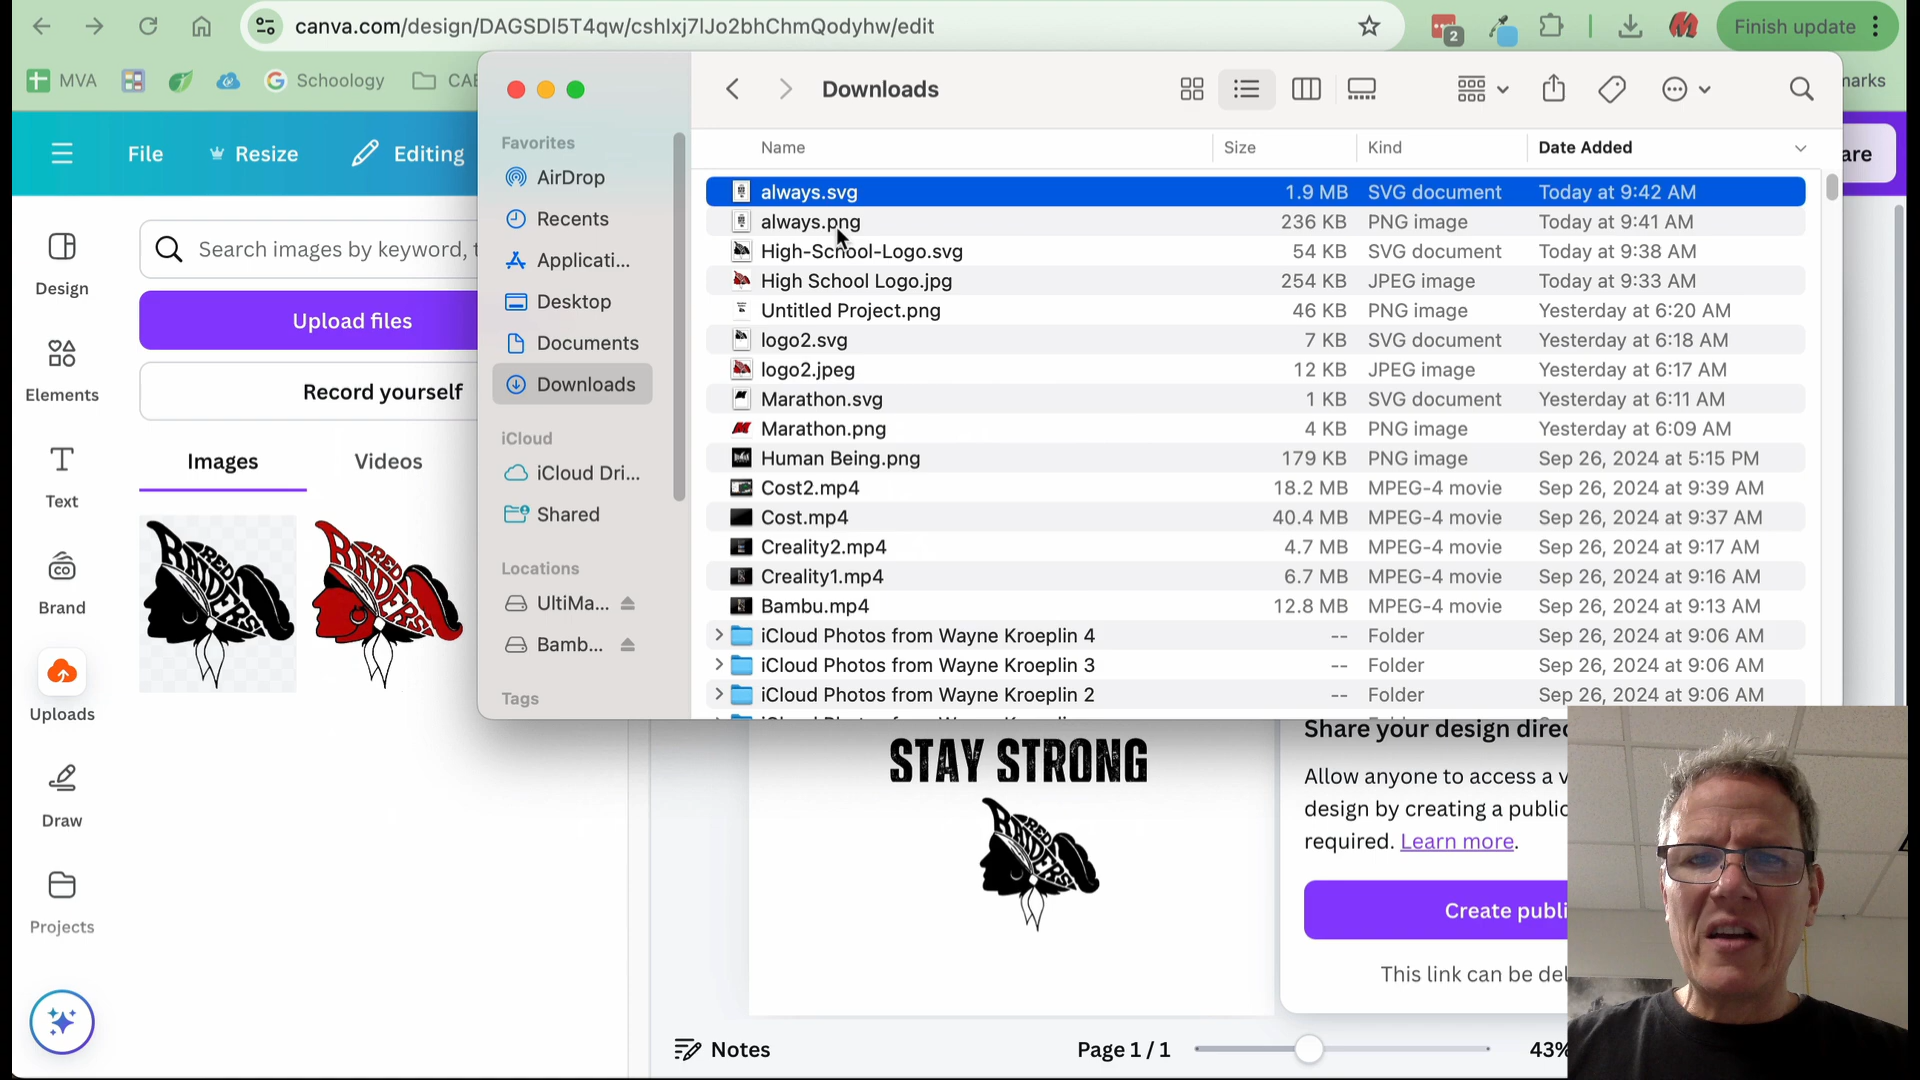 canva.com/design/DAGSDl5T4qw/cshlxj7lJo2bhChmQodyhw/edit
2
Finish update
MVA
Schoology
CAE
marks
File
Resize
Editing
are
Design
Elements
Text
Brand
Uploads
Draw
Projects
Search images by keyword, t
Upload files
Record yourself
Images Videos
RED RAIDERS
RED RAIDERS
Favorites
AirDrop
Recents
Applicati...
Desktop
Documents
Downloads
iCloud
iCloud Dri...
Shared
Locations
UltiMa...
Bamb...
Tags
Downloads
Name Size Kind Date Added
always.svg 1.9 MB SVG document Today at 9:42 AM
always.png 236 KB PNG image Today at 9:41 AM
High-School-Logo.svg 54 KB SVG document Today at 9:38 AM
High School Logo.jpg 254 KB JPEG image Today at 9:33 AM
Untitled Project.png 46 KB PNG image Yesterday at 6:20 AM
logo2.svg 7 KB SVG document Yesterday at 6:18 AM
logo2.jpeg 12 KB JPEG image Yesterday at 6:17 AM
Marathon.svg 1 KB SVG document Yesterday at 6:11 AM
Marathon.png 4 KB PNG image Yesterday at 6:09 AM
Human Being.png 179 KB PNG image Sep 26, 2024 at 5:15 PM
Cost2.mp4 18.2 MB MPEG-4 movie Sep 26, 2024 at 9:39 AM
Cost.mp4 40.4 MB MPEG-4 movie Sep 26, 2024 at 9:37 AM
Creality2.mp4 4.7 MB MPEG-4 movie Sep 26, 2024 at 9:17 AM
Creality1.mp4 6.7 MB MPEG-4 movie Sep 26, 2024 at 9:16 AM
Bambu.mp4 12.8 MB MPEG-4 movie Sep 26, 2024 at 9:13 AM
iCloud Photos from Wayne Kroeplin 4 -- Folder Sep 26, 2024 at 9:06 AM
iCloud Photos from Wayne Kroeplin 3 -- Folder Sep 26, 2024 at 9:06 AM
iCloud Photos from Wayne Kroeplin 2 -- Folder Sep 26, 2024 at 9:06 AM
STAY STRONG
RED RAIDERS
Share your design direc
Allow anyone to access a v
design by creating a public
required. Learn more.
Create publi
This link can be del
Notes
Page 1 / 1
43%